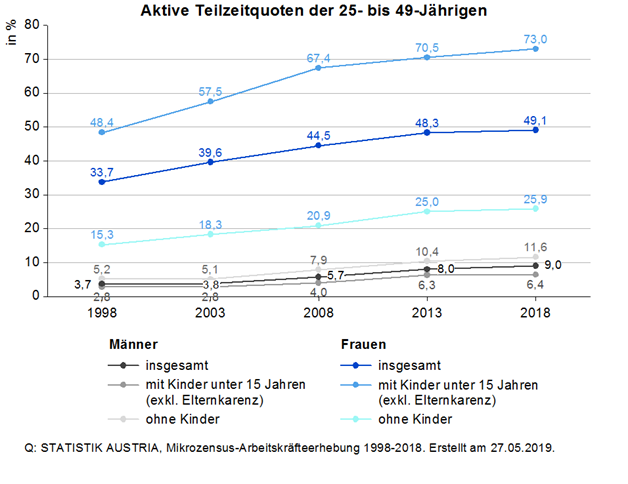 Aktive Teilzeitquoten der 25- bis 49-Jährigen
in %
80
70
60
50
40
30
20
10
0
48,4 57,5 67,4 70,5 73,0
33,7 39,6 44,5 48,3 49,1
15,3 18,3 20,9 25,0 25,9
5,2 5,1 7,9 10,4 11,6
3,7 3,8 5,7 8,0 9,0
2,8 2,8 4,0 6,3 6,4
1998 2003 2008 2013 2018
Männer Frauen
insgesamt insgesamt
mit Kinder unter 15 Jahren mit Kinder unter 15 Jahren
(exkl. Elternkarenz) (exkl. Elternkarenz)
ohne Kinder ohne Kinder
Q: STATISTIK AUSTRIA, Mikrozensus-Arbeitskräfteerhebung 1998-2018. Erstellt am 27.05.2019.